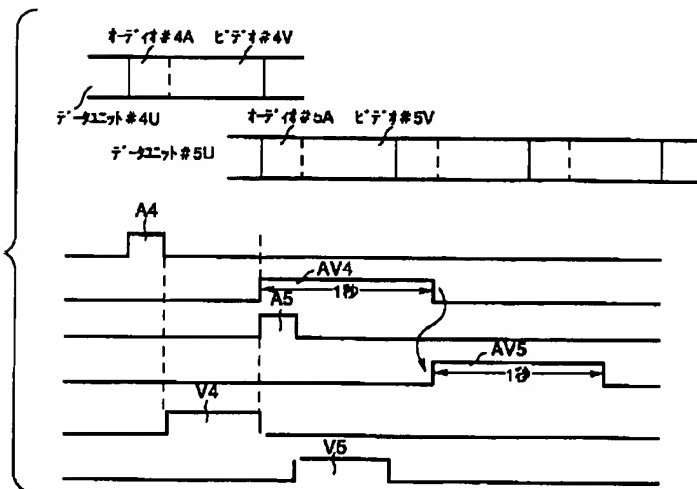 オーディオ#4A ビデオ#4V
データユニット#4U
オーディオ#5A ビデオ#5V
データユニット#5U
A4
AV4
1秒
A5
AV5
1秒
V4
V5